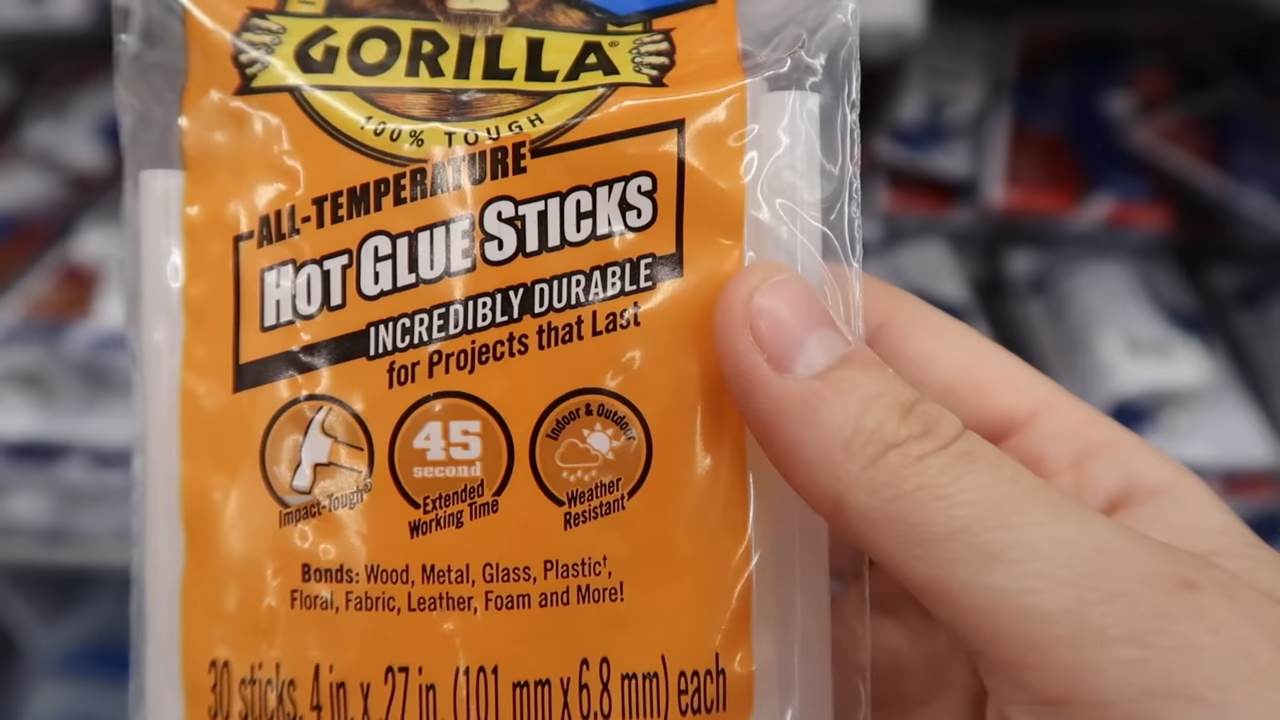 GORILLA®
100% TOUGH
ALL-TEMPERATURE
HOT GLUE STICKS
INCREDIBLY DURABLE
for Projects that Last
Impact-Tough®
45
second
Extended
Working Time
Indoor & Outdoor
Weather
Resistant
Bonds: Wood, Metal, Glass, Plastic†,
Floral, Fabric, Leather, Foam and More!
30 sticks, 4 in. x .27 in. (101 mm x 6.8 mm) each